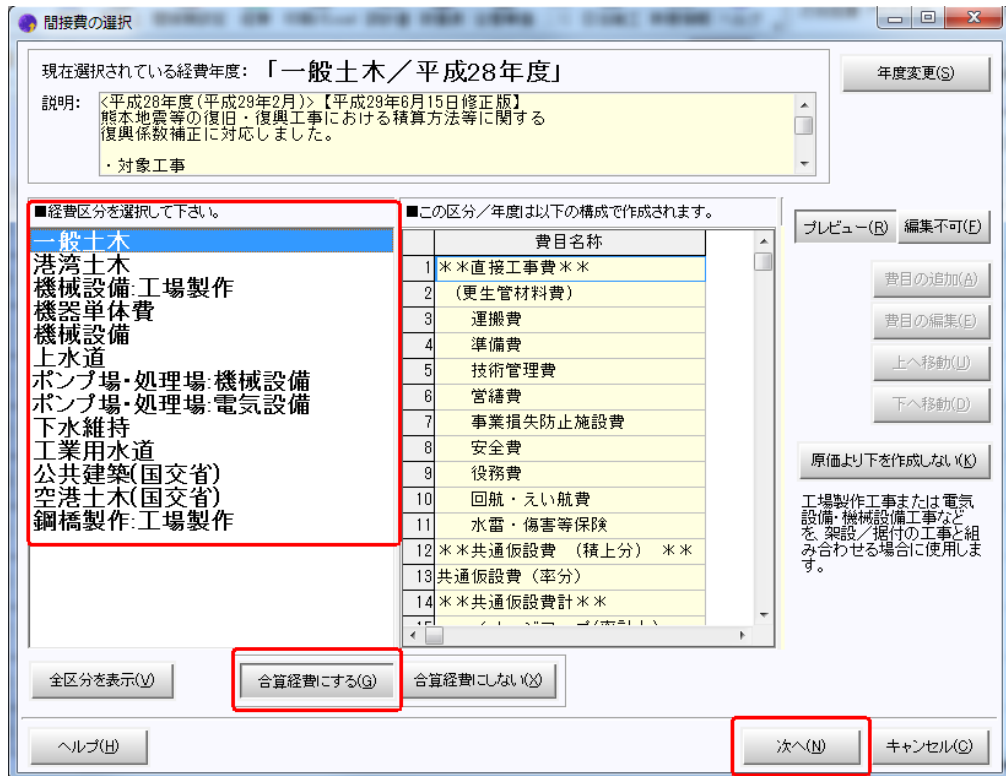 間接費の選択
現在選択されている経費年度: 「一般土木／平成28年度」
年度変更(S)
説明:
<平成28年度(平成29年2月)>【平成29年6月15日修正版】
熊本地震等の復旧・復興工事における積算方法等に関する
復興係数補正に対応しました。
・対象工事
■経費区分を選択して下さい。
一般土木
港湾土木
機械設備:工場製作
機器単体費
機械設備
上水道
ポンプ場・処理場:機械設備
ポンプ場・処理場:電気設備
下水維持
工業用水道
公共建築(国交省)
空港土木(国交省)
鋼橋製作:工場製作
■この区分／年度は以下の構成で作成されます。
費目名称
1 ＊＊直接工事費＊＊
2 （更生管材料費）
3 運搬費
4 準備費
5 技術管理費
6 営繕費
7 事業損失防止施設費
8 安全費
9 役務費
10 回航・えい航費
11 水雷・傷害等保険
12 ＊＊共通仮設費　（積上分）　＊＊
13 共通仮設費（率分）
14 ＊＊共通仮設費計＊＊
プレビュー(R) 編集不可(F)
費目の追加(A)
費目の編集(E)
上へ移動(U)
下へ移動(D)
原価より下を作成しない(K)
工場製作工事または電気
設備・機械設備工事など
を、架設／据付の工事と組
み合わせる場合に使用しま
す。
全区分を表示(V) 合算経費にする(G) 合算経費にしない(X)
ヘルプ(H) 次へ(N) キャンセル(C)